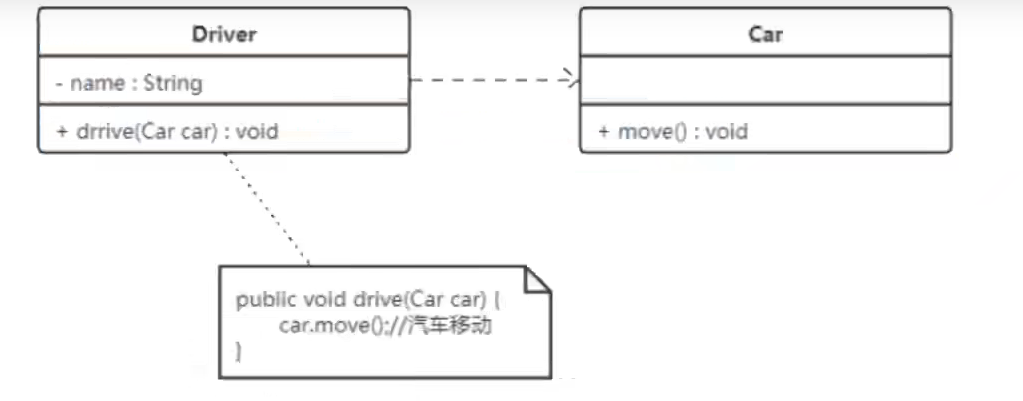 Driver
- name : String
+ drrive(Car car) : void
Car
+ move() : void
public void drive(Car car) {
car.move();//汽车移动
}